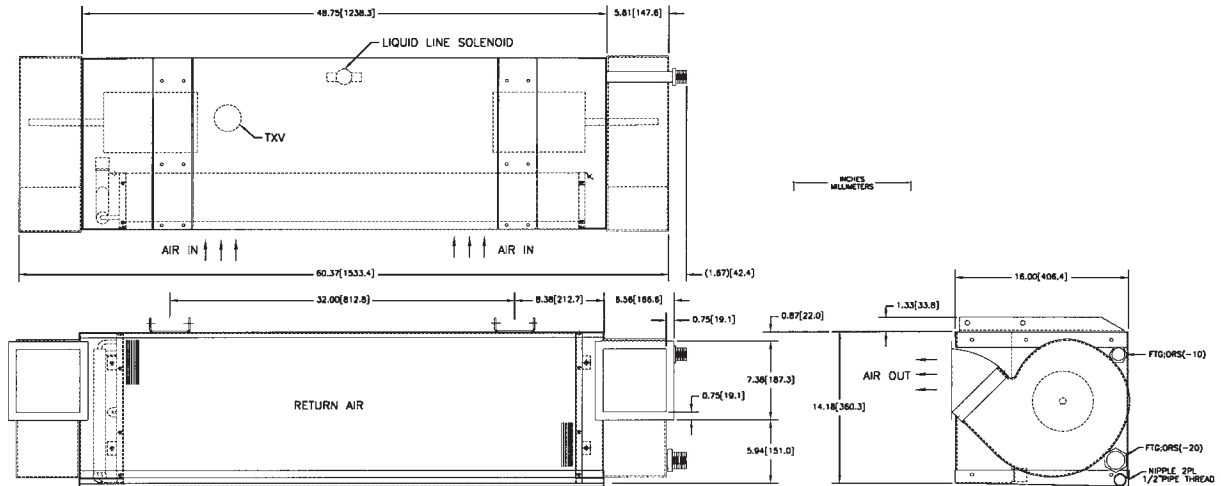 48.75[1238.3]
5.81[147.6]
LIQUID LINE SOLENOID
TXV
INCHES
MILLIMETERS
AIR IN
AIR IN
60.37[1533.4]
(1.67)[42.4]
16.00[406.4]
32.00[812.8]
8.38[212.7]
6.56[166.6]
1.33[33.8]
0.87[22.0]
0.75[19.1]
FTG;ORS(-10)
AIR OUT
7.38[187.3]
0.75[19.1]
RETURN AIR
14.18[360.3]
5.94[151.0]
FTG;ORS(-20)
NIPPLE 2PL
1/2"PIPE THREAD